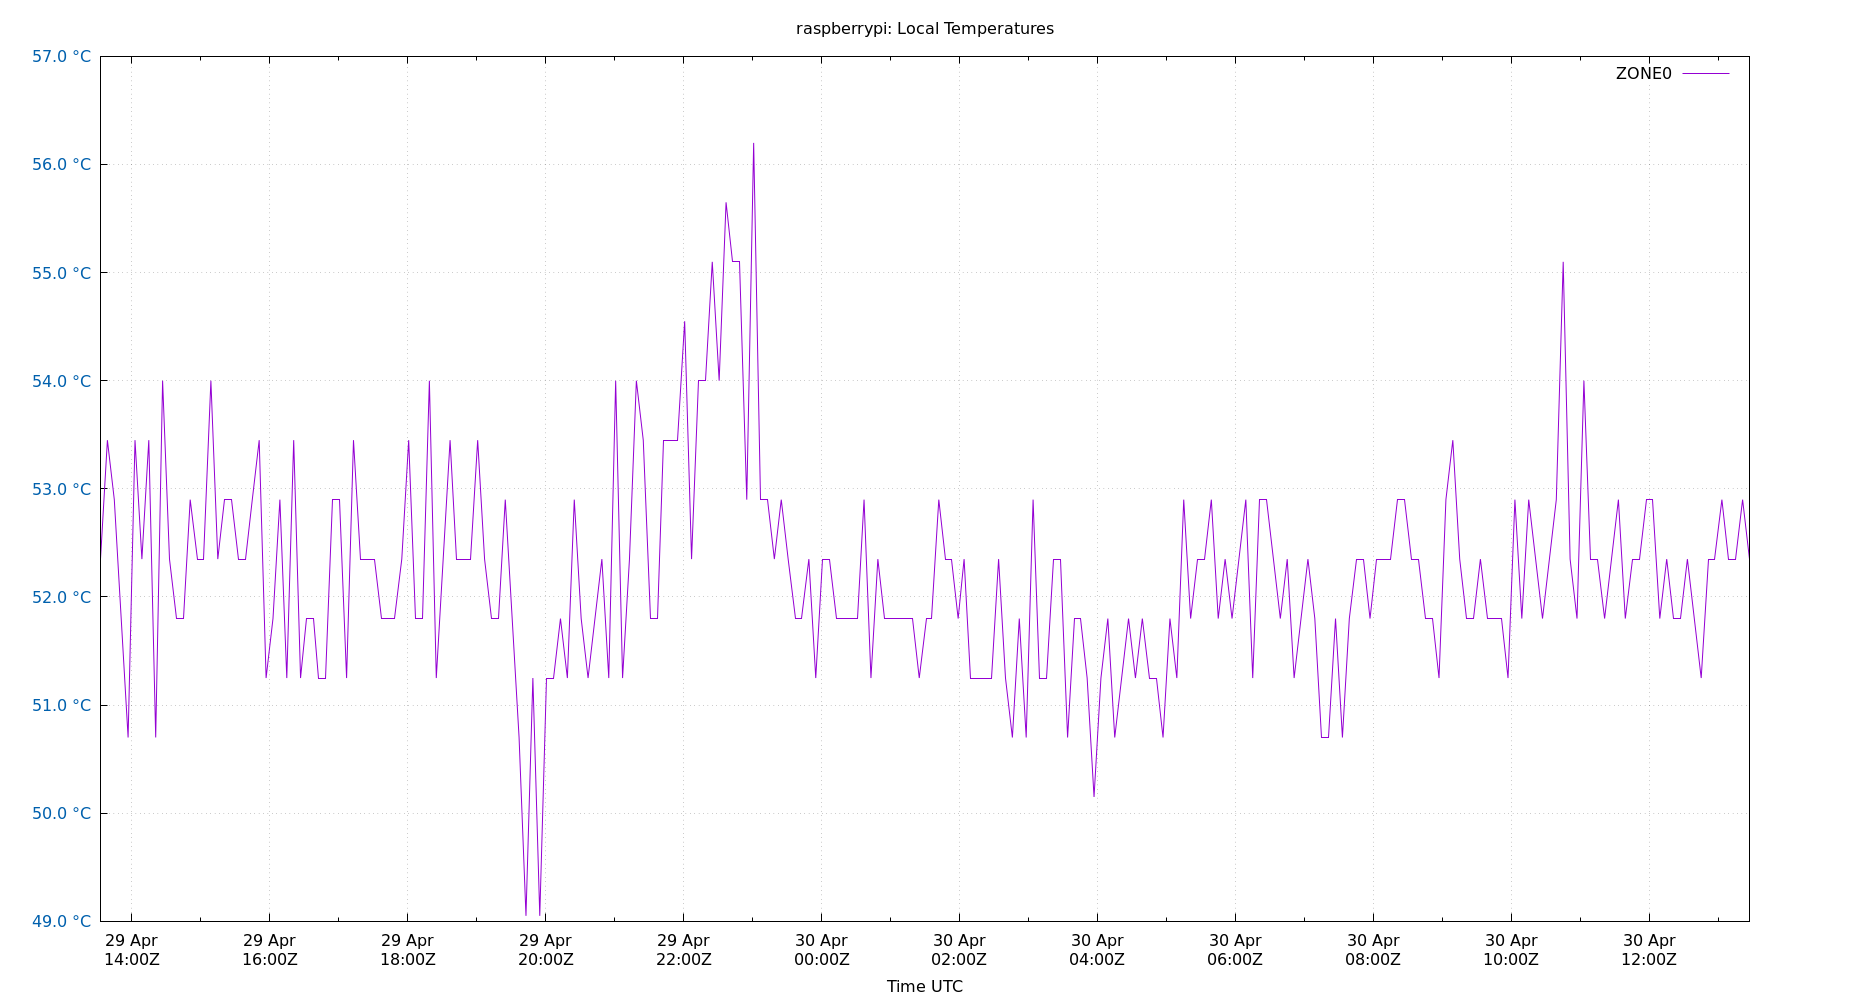 raspberrypi: Local Temperatures
57.0 °C
ZONE0
56.0 °C
55.0 °C
54.0 °C
53.0 °C
52.0 °C
51.0 °C
50.0 °C
49.0 °C
29 Apr 29 Apr 29 Apr 29 Apr 29 Apr 30 Apr 30 Apr 30 Apr 30 Apr 30 Apr 30 Apr 30 Apr
14:00Z 16:00Z 18:00Z 20:00Z 22:00Z 00:00Z 02:00Z 04:00Z 06:00Z 08:00Z 10:00Z 12:00Z
Time UTC